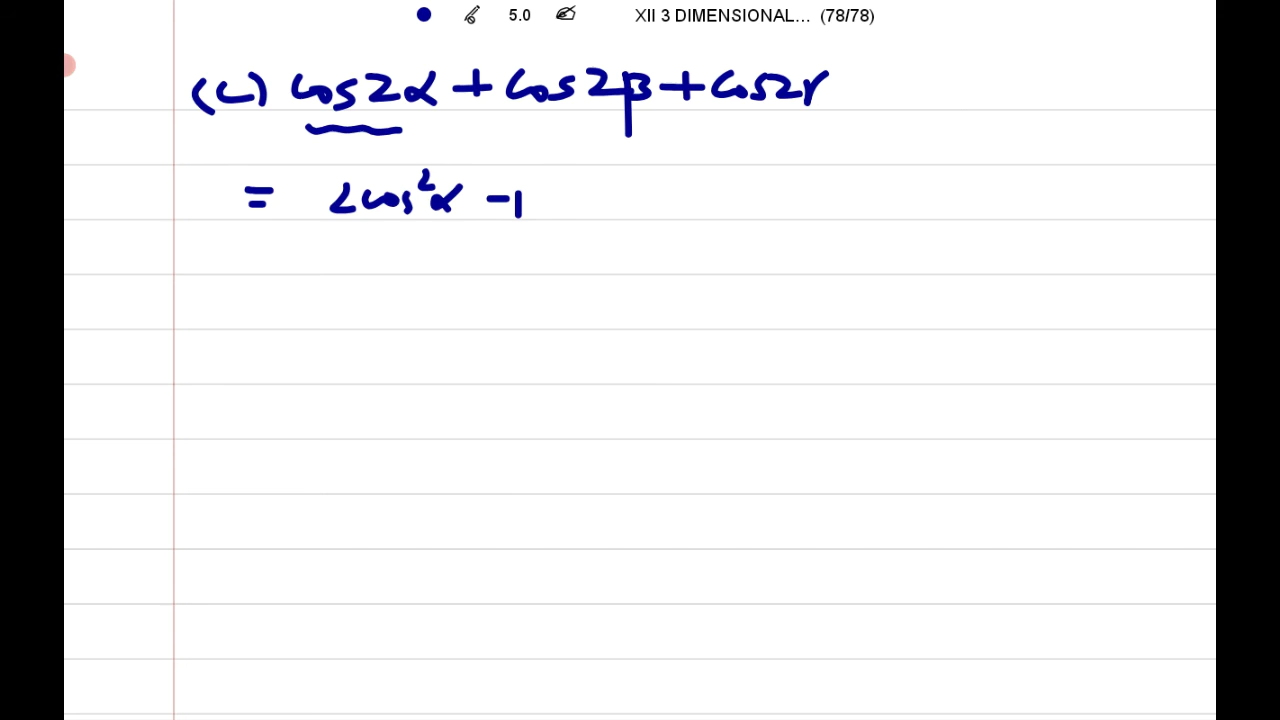 5.0 XII 3 DIMENSIONAL... (78/78)
(c) cos2α + cos2β + cos2γ
= 2cos²α - 1